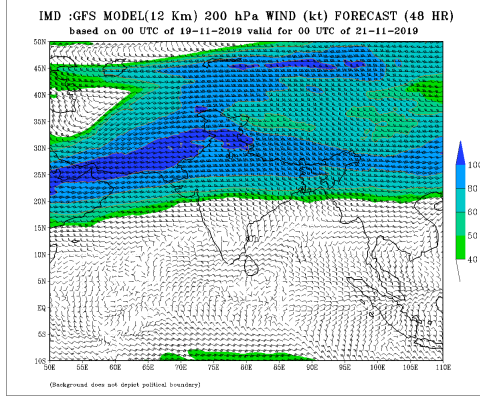 IMD :GFS MODEL(12 Km) 200 hPa WIND (kt) FORECAST (48 HR)
based on 00 UTC of 19-11-2019 valid for 00 UTC of 21-11-2019
50N
45N
40N
35N
30N
25N
20N
15N
10N
5N
EQ
5S
10S
50E 55E 60E 65E 70E 75E 80E 85E 90E 95E 100E 105E 110E
100
80
60
50
40
(Background does not depict political boundary)